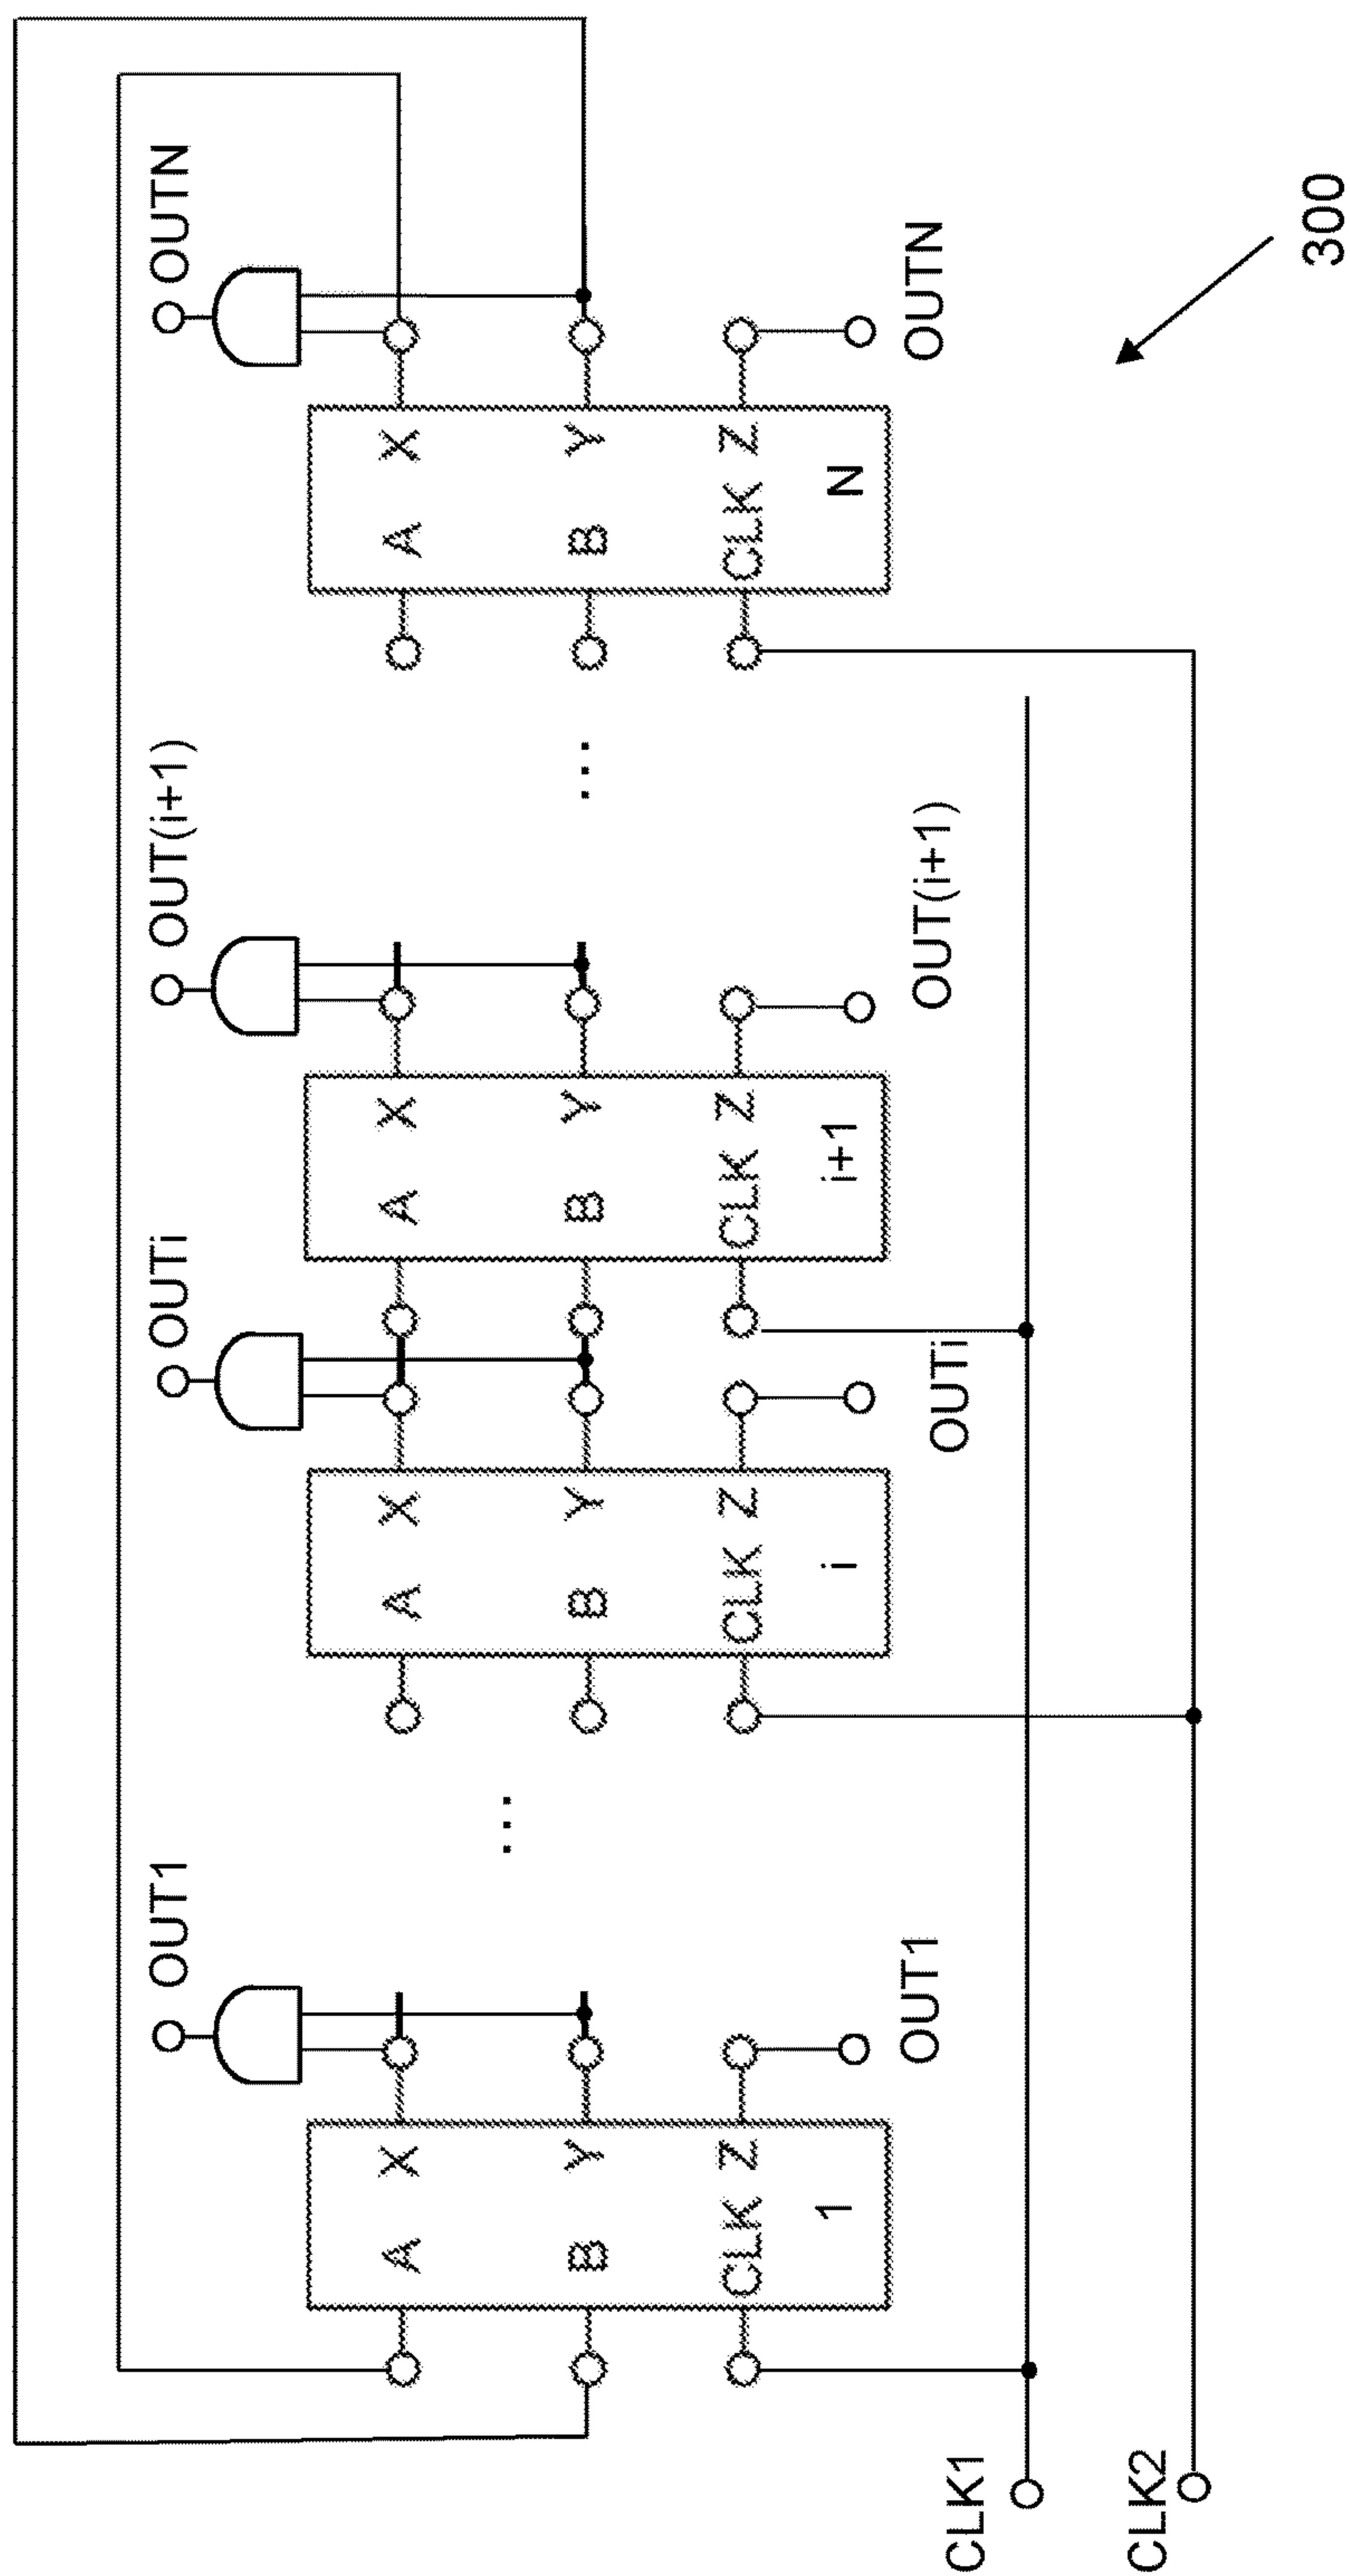 OUT1
OUTi
OUT(i+1)
OUTN
A X
B Y
CLK Z
1
A X
B Y
CLK Z
i
A X
B Y
CLK Z
i+1
A X
B Y
CLK Z
N
...
...
OUT1
OUTi
OUT(i+1)
OUTN
CLK1
CLK2
300